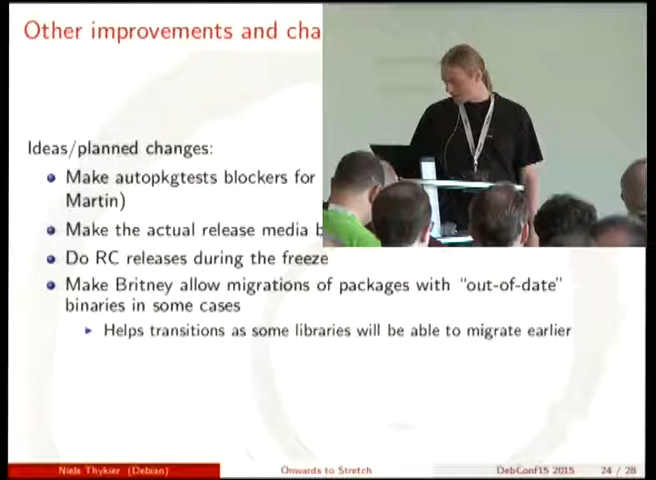 Other improvements and cha
Ideas/planned changes:
Make autopkgtests blockers for
Martin)
Make the actual release media b
Do RC releases during the freeze
Make Britney allow migrations of packages with “out-of-date”
binaries in some cases
Helps transitions as some libraries will be able to migrate earlier
Niels Thykier (Debian)
Onwards to Stretch
DebConf15 2015
24 / 28